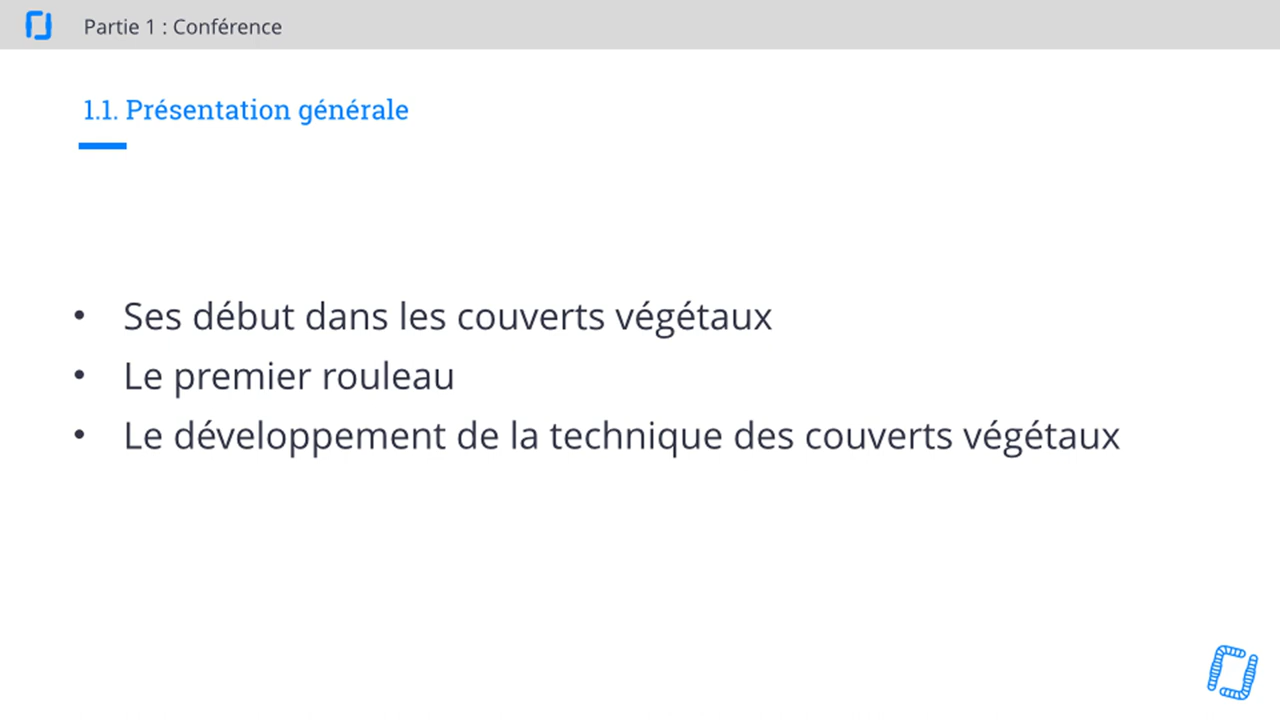 Partie 1 : Conférence
1.1. Présentation générale
• Ses début dans les couverts végétaux
• Le premier rouleau
• Le développement de la technique des couverts végétaux